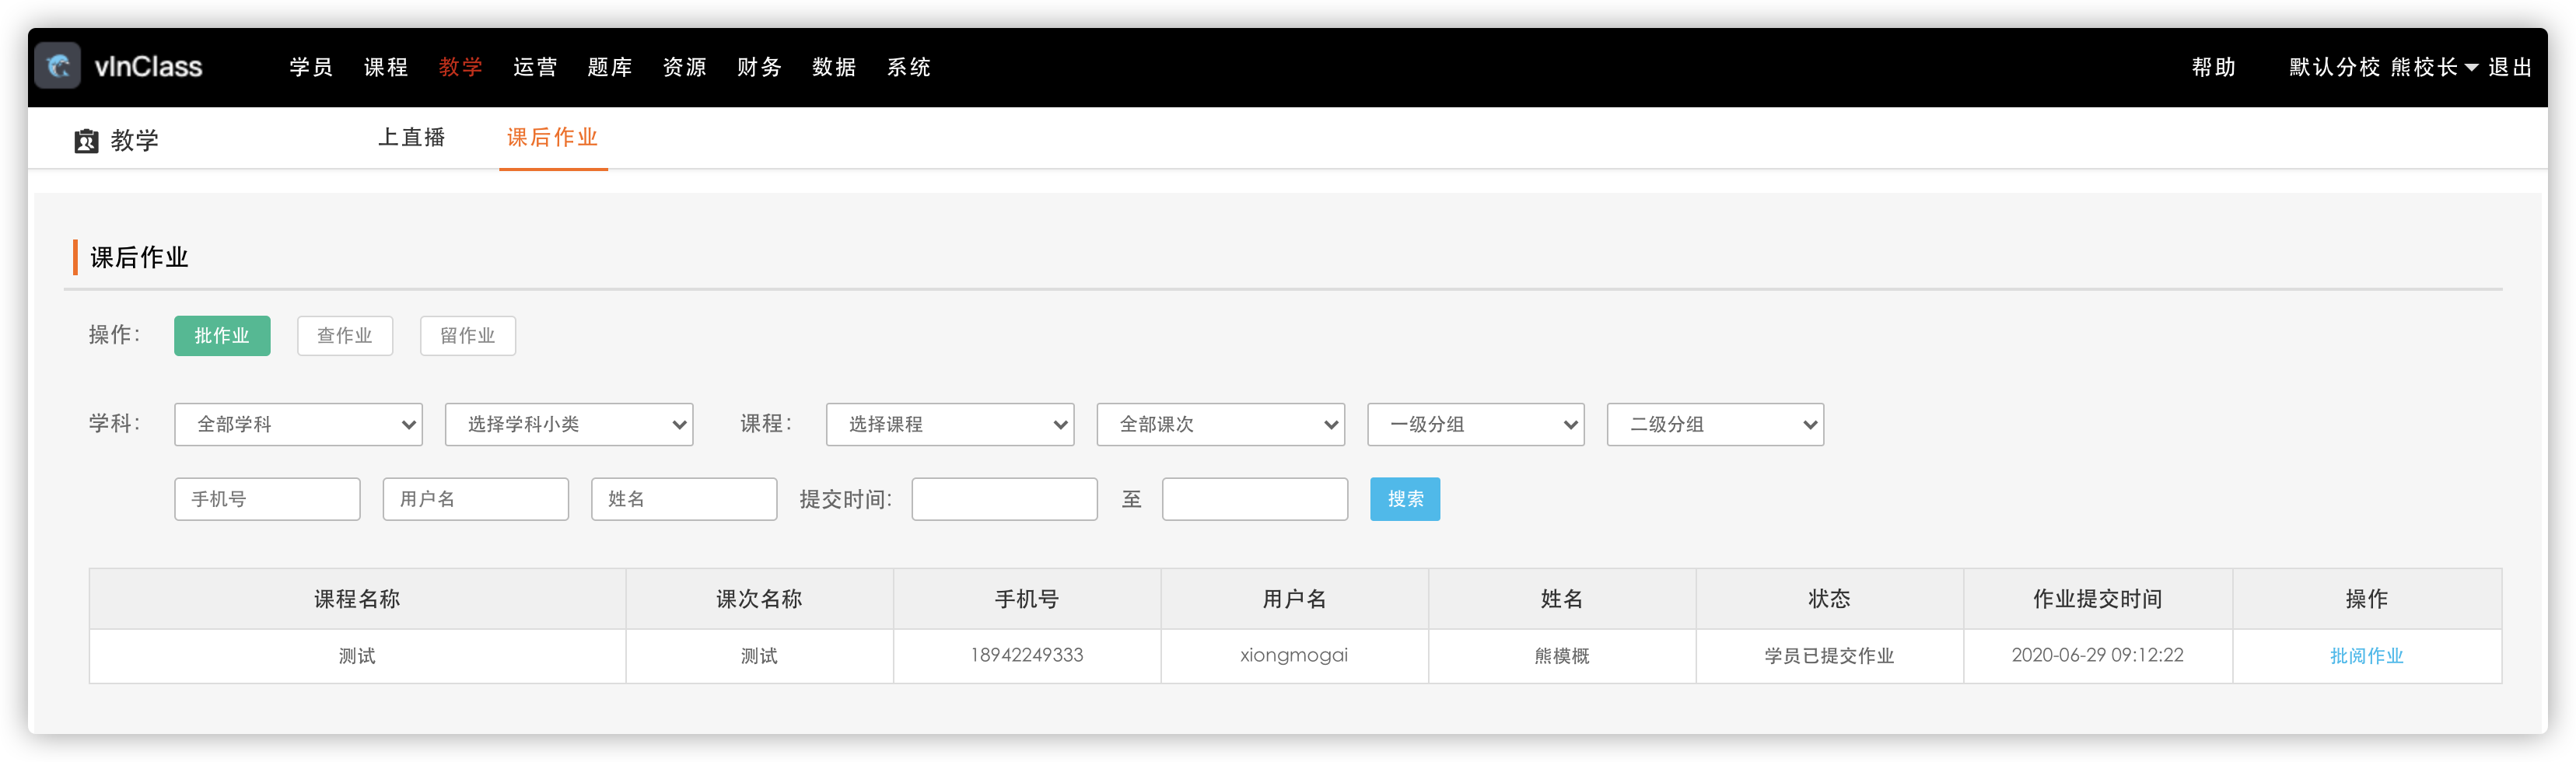 vInClass 学员 课程 教学 运营 题库 资源 财务 数据 系统 帮助 默认分校 熊校长 退出
教学 上直播 课后作业
课后作业
操作: 批作业 查作业 留作业
学科: 全部学科 选择学科小类 课程: 选择课程 全部课次 一级分组 二级分组
手机号 用户名 姓名 提交时间: 至 搜索
课程名称 课次名称 手机号 用户名 姓名 状态 作业提交时间 操作
测试 测试 18942249333 xiongmogai 熊模概 学员已提交作业 2020-06-29 09:12:22 批阅作业